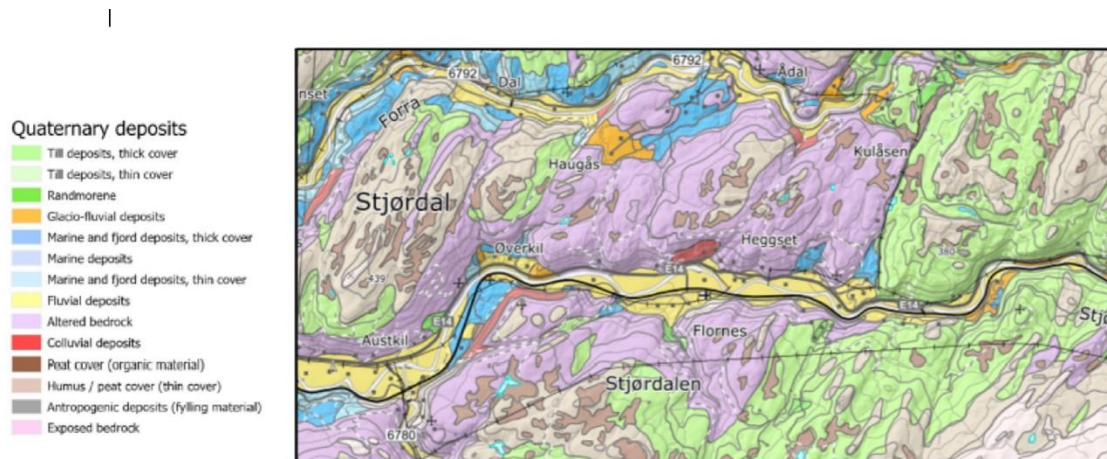 Quaternary deposits
Till deposits, thick cover
Till deposits, thin cover
Randmorene
Glacio-fluvial deposits
Marine and fjord deposits, thick cover
Marine deposits
Marine and fjord deposits, thin cover
Fluvial deposits
Altered bedrock
Colluvial deposits
Peat cover (organic material)
Humus / peat cover (thin cover)
Antropogenic deposits (fylling material)
Exposed bedrock
6792
6792
Dal
Ådal
nset
Forra
Haugås
Kulåsen
Stjørdal
Øverkil
Heggset
380
439
E14
E14
E14
Austkil
Flornes
Stjø
Stjørdalen
6780